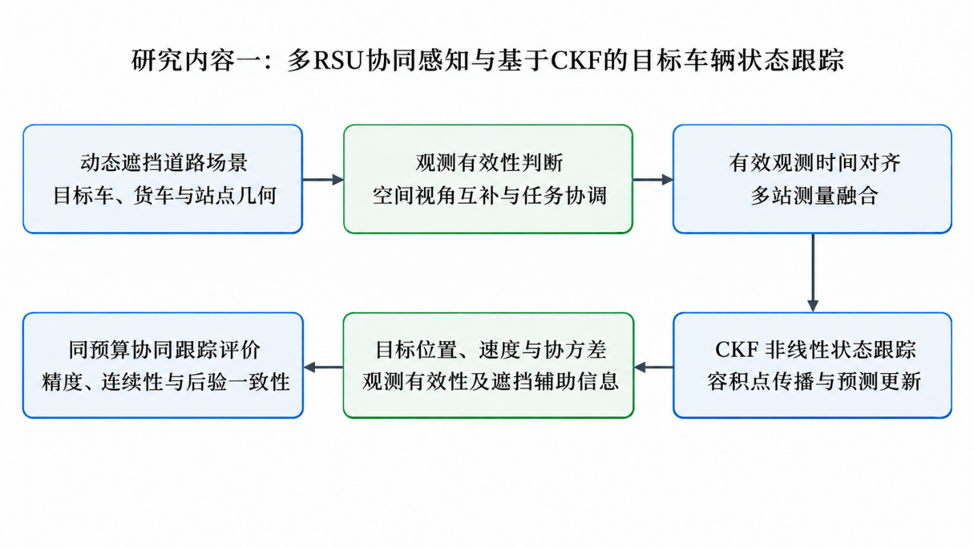 研究内容一：多RSU协同感知与基于CKF的目标车辆状态跟踪
动态遮挡道路场景
目标车、货车与站点几何
观测有效性判断
空间视角互补与任务协调
有效观测时间对齐
多站测量融合
CKF 非线性状态跟踪
容积点传播与预测更新
目标位置、速度与协方差
观测有效性及遮挡辅助信息
同预算协同跟踪评价
精度、连续性与后验一致性